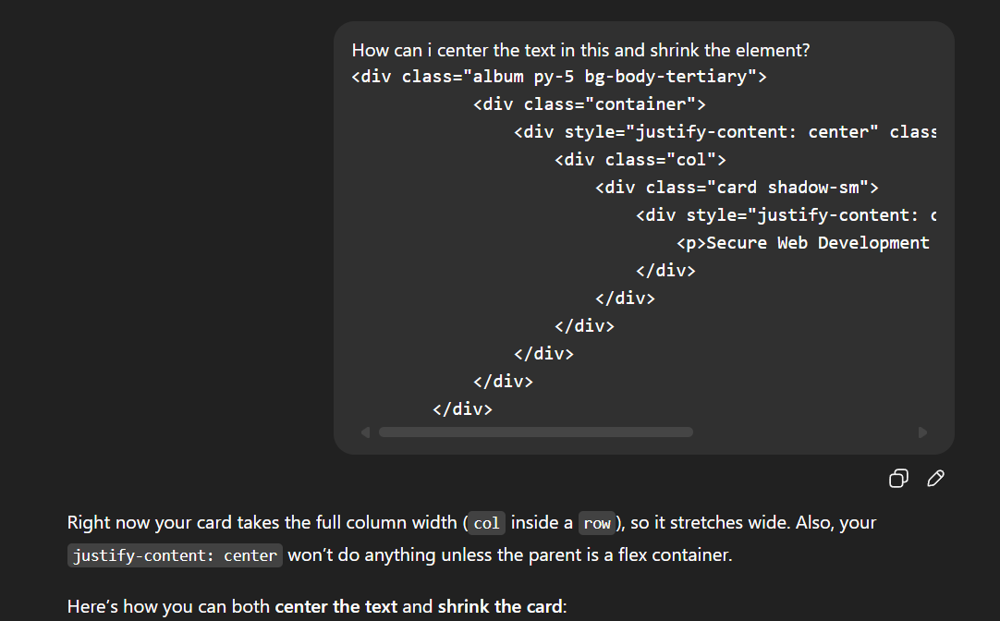 How can i center the text in this and shrink the element?
<div class="album py-5 bg-body-tertiary">
<div class="container">
<div style="justify-content: center" class
<div class="col">
<div class="card shadow-sm">
<div style="justify-content: c
<p>Secure Web Development
</div>
</div>
</div>
</div>
</div>
</div>
Right now your card takes the full column width (col inside a row), so it stretches wide. Also, your
justify-content: center won’t do anything unless the parent is a flex container.
Here’s how you can both center the text and shrink the card: